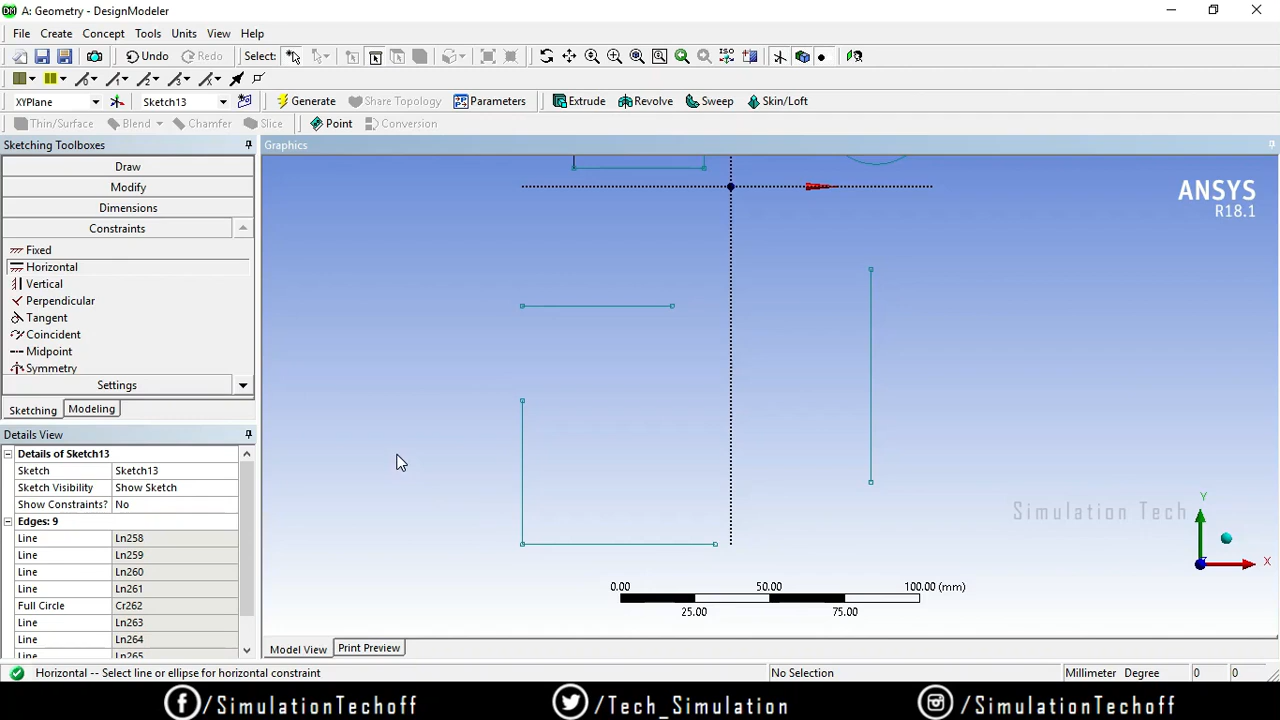 A: Geometry - DesignModeler
File Create Concept Tools Units View Help
Undo Redo Select:
XYPlane Sketch13 Generate Share Topology Parameters Extrude Revolve Sweep Skin/Loft
Thin/Surface Blend Chamfer Slice Point Conversion
Sketching Toolboxes
Graphics
Draw
Modify
Dimensions
Constraints
Fixed
Horizontal
Vertical
Perpendicular
Tangent
Coincident
Midpoint
Symmetry
Settings
Sketching Modeling
Details View
Details of Sketch13
Sketch Sketch13
Sketch Visibility Show Sketch
Show Constraints? No
Edges: 9
Line Ln258
Line Ln259
Line Ln260
Line Ln261
Full Circle Cr262
Line Ln263
Line Ln264
Line Ln265
ANSYS
R18.1
Simulation Tech
Y
X
0.00 50.00 100.00 (mm)
25.00 75.00
Model View Print Preview
Horizontal -- Select line or ellipse for horizontal constraint No Selection Millimeter Degree 0 0
/SimulationTechoff /Tech_Simulation /SimulationTechoff